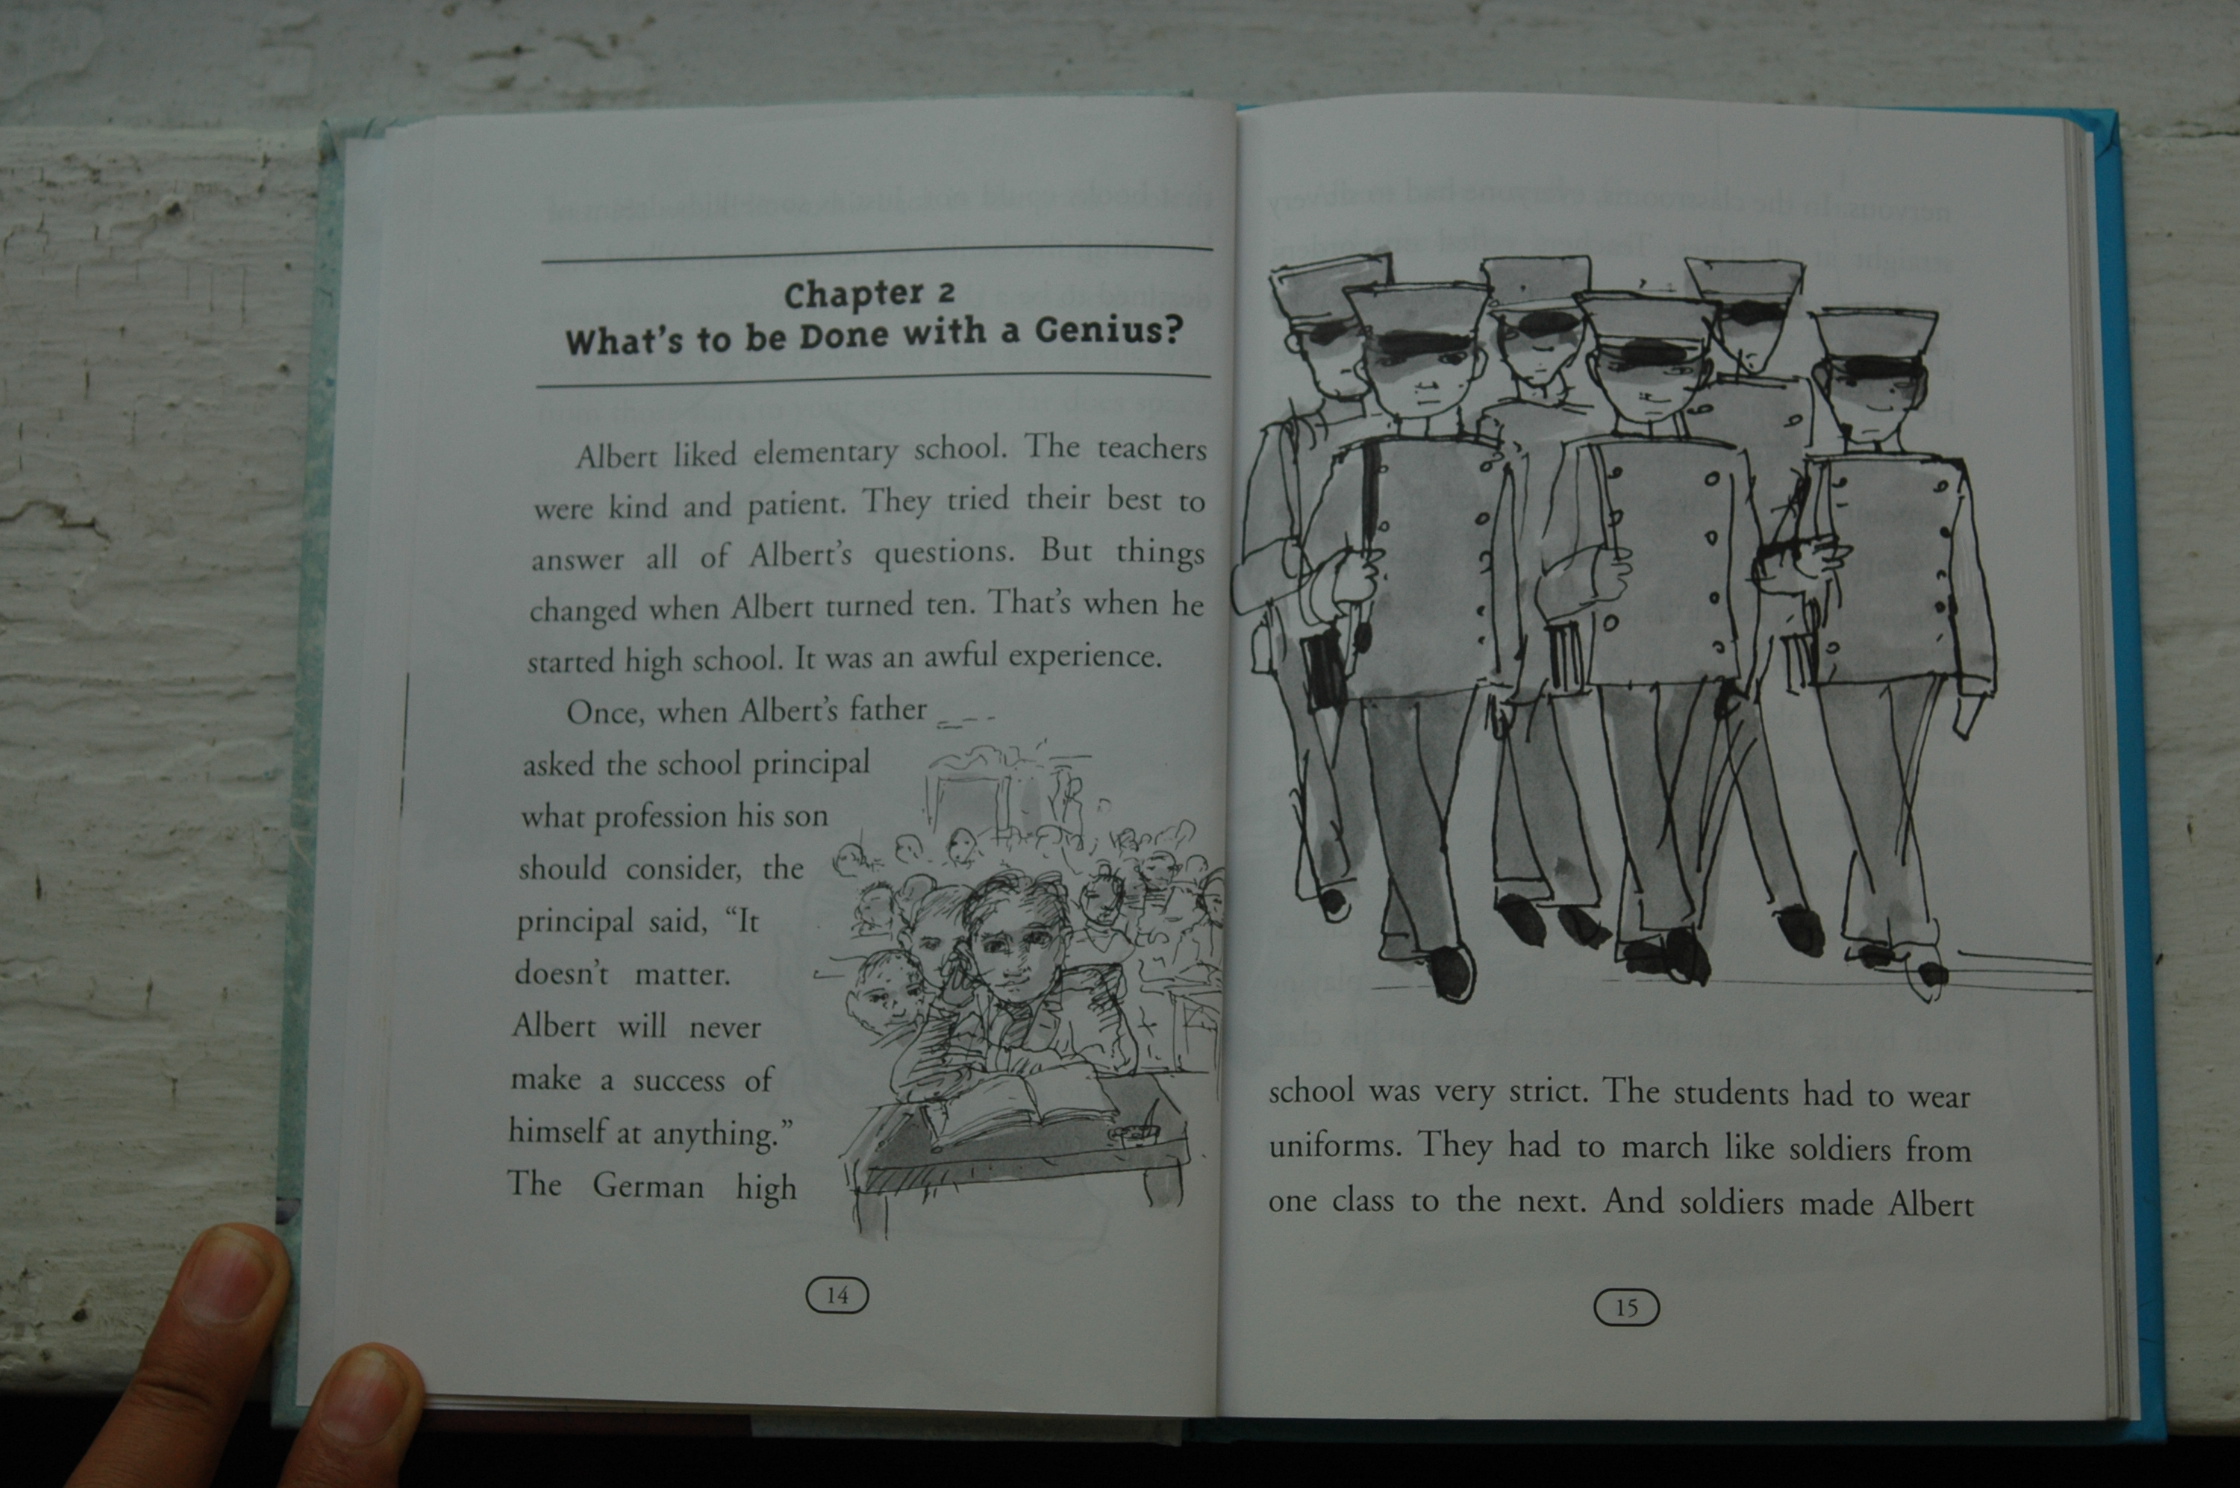 Chapter 2
What's to be Done with a Genius?
Albert liked elementary school. The teachers
were kind and patient. They tried their best to
answer all of Albert's questions. But things
changed when Albert turned ten. That's when he
started high school. It was an awful experience.
Once, when Albert's father
asked the school principal
what profession his son
should consider, the
principal said, “It
doesn't matter.
Albert will never
make a success of
himself at anything.”
The German high
14
school was very strict. The students had to wear
uniforms. They had to march like soldiers from
one class to the next. And soldiers made Albert
15